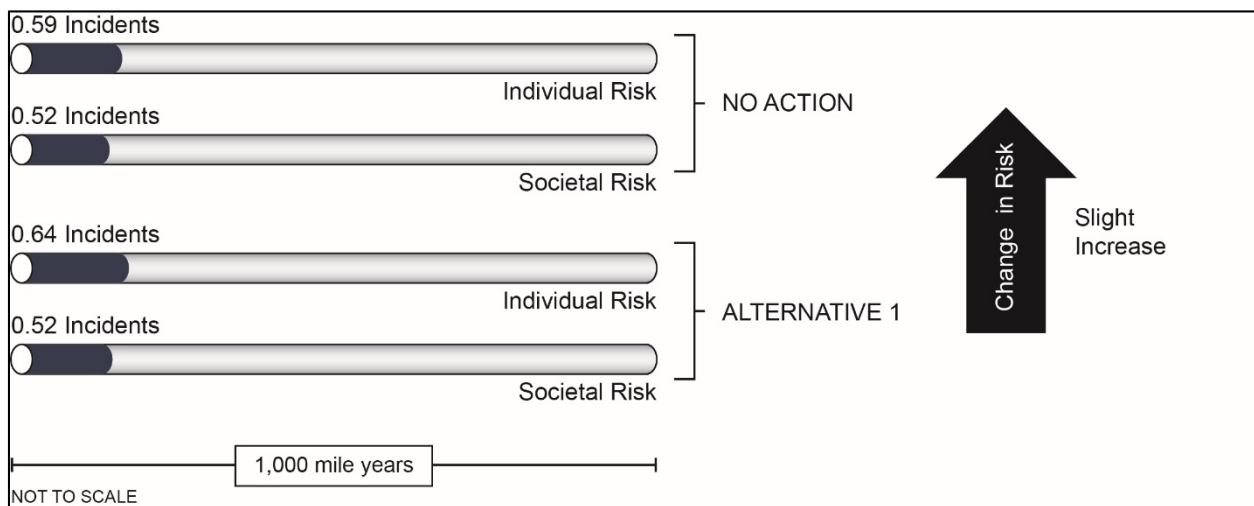 0.59 Incidents
Individual Risk
0.52 Incidents
Societal Risk
NO ACTION
0.64 Incidents
Individual Risk
0.52 Incidents
Societal Risk
ALTERNATIVE 1
Change in Risk
Slight
Increase
1,000 mile years
NOT TO SCALE